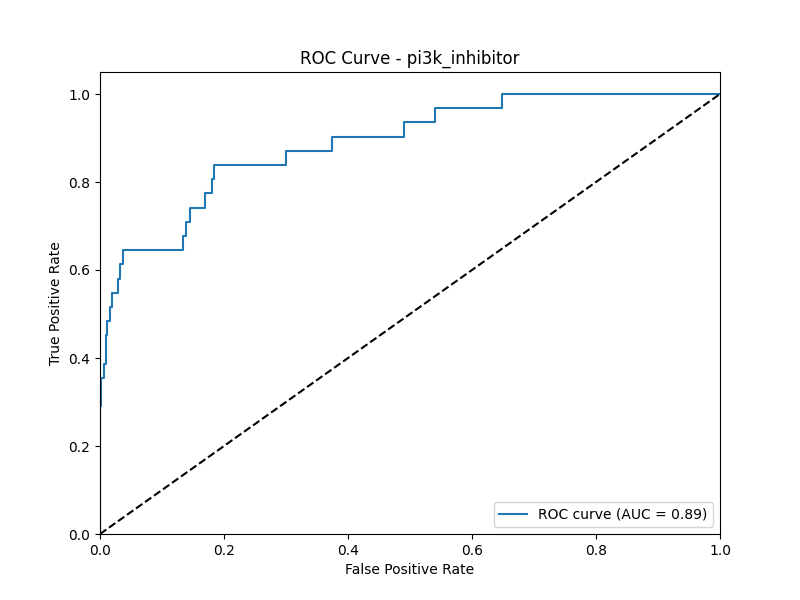 ROC Curve - pi3k_inhibitor
True Positive Rate
1.0
0.8
0.6
0.4
0.2
0.0
0.0 0.2 0.4 0.6 0.8 1.0
False Positive Rate
ROC curve (AUC = 0.89)